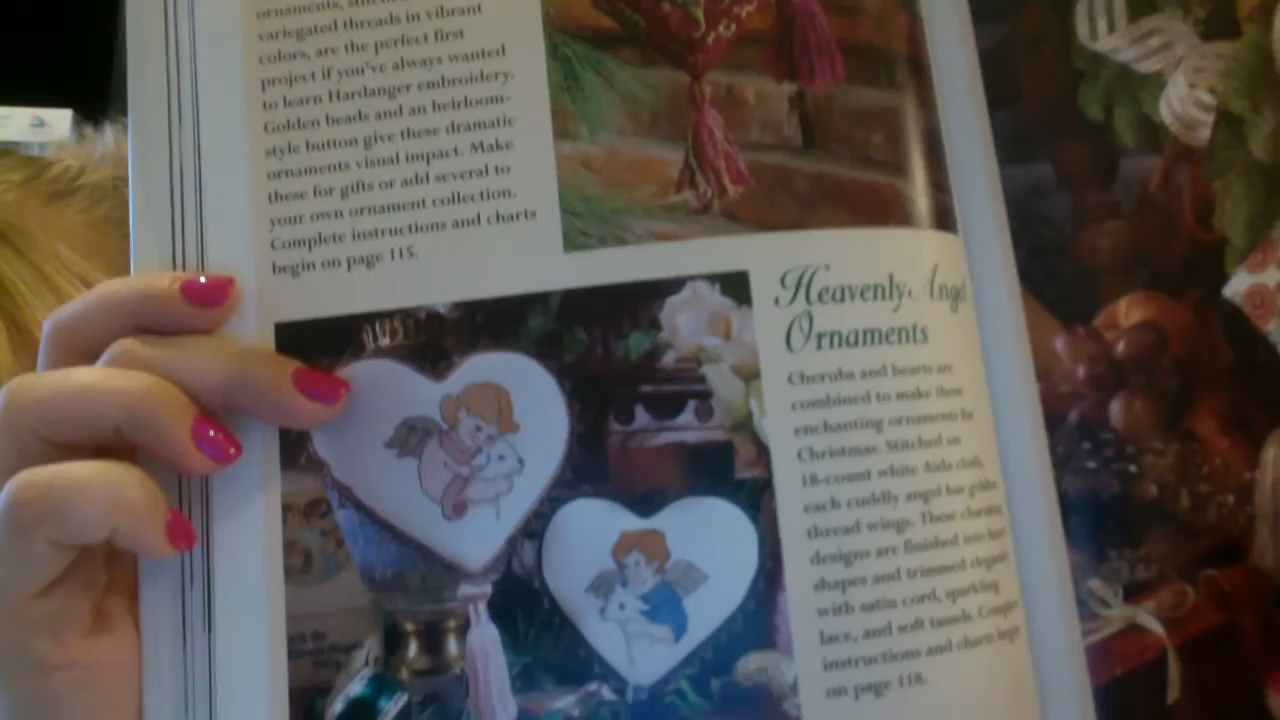 ornaments,
variegated threads in vibrant
colors, are the perfect first
project if you've always wanted
to learn Hardanger embroidery.
Golden beads and an heirloom-
style button give these dramatic
ornaments visual impact. Make
these for gifts or add several to
your own ornament collection.
Complete instructions and charts
begin on page 115.
Heavenly Angel
Ornaments
Cherubs and hearts are
combined to make these
enchanting ornaments for
Christmas. Stitched on
18-count white Aida cloth,
each cuddly angel has
thread wings. These
designs are finished into
shapes and trimmed
with satin cord, sparkling
lace, and soft tassels. Complete
instructions and charts begin
on page 118.